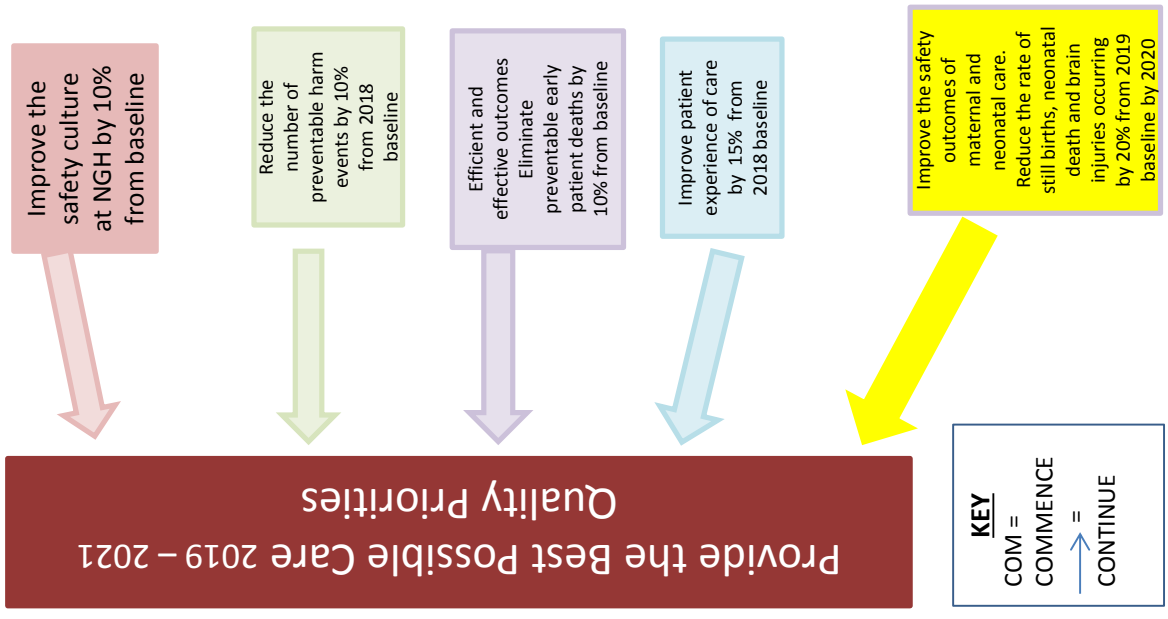 Improve the
safety culture
at NGH by 10%
from baseline
Reduce the
number of
preventable harm
events by 10%
from 2018
baseline
Efficient and
effective outcomes
Eliminate
preventable early
patient deaths by
10% from baseline
Improve patient
experience of care
by 15% from
2018 baseline
Improve the safety
outcomes of
maternal and
neonatal care.
Reduce the rate of
still births, neonatal
death and brain
injuries occurring
by 20% from 2019
baseline by 2020
Provide the Best Possible Care 2019 – 2021
Quality Priorities
KEY
COM =
COMMENCE
=
CONTINUE